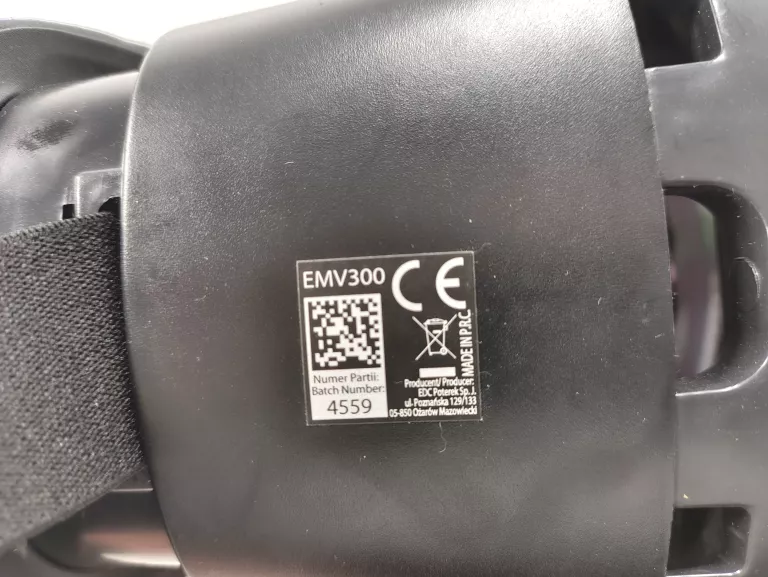 EMV300
CE
Numer Partii:
Batch Number:
4559
MADE IN P.R.C.
Producent/ Producer:
EDC Poterek Sp. J.
ul. Poznańska 129/133
05-850 Ożarów Mazowiecki